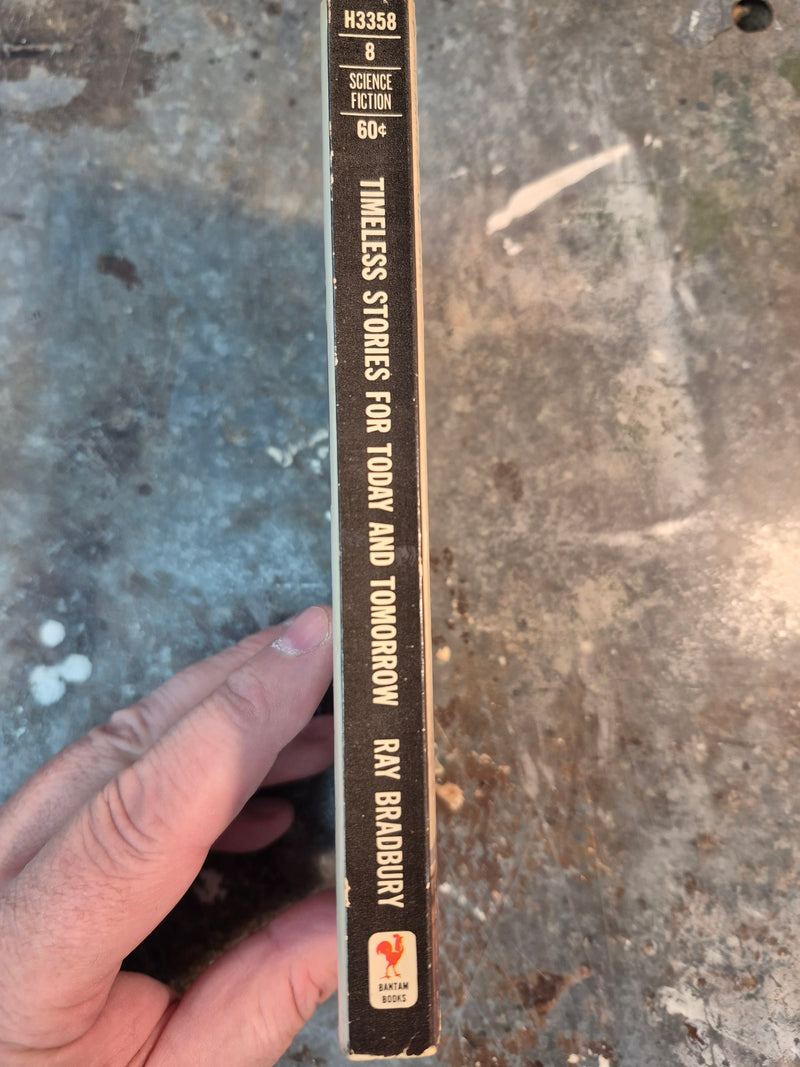 H3358
8
SCIENCE
FICTION
60¢
TIMELESS STORIES FOR TODAY AND TOMORROW RAY BRADBURY
BANTAM
BOOKS